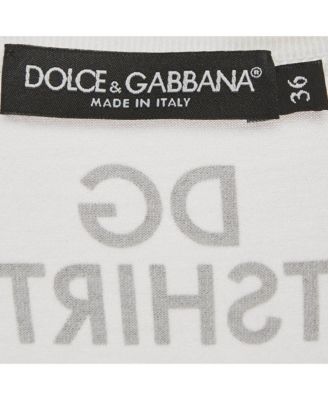 DOLCE & GABBANA®
MADE IN ITALY
36
DG
TSHIRT